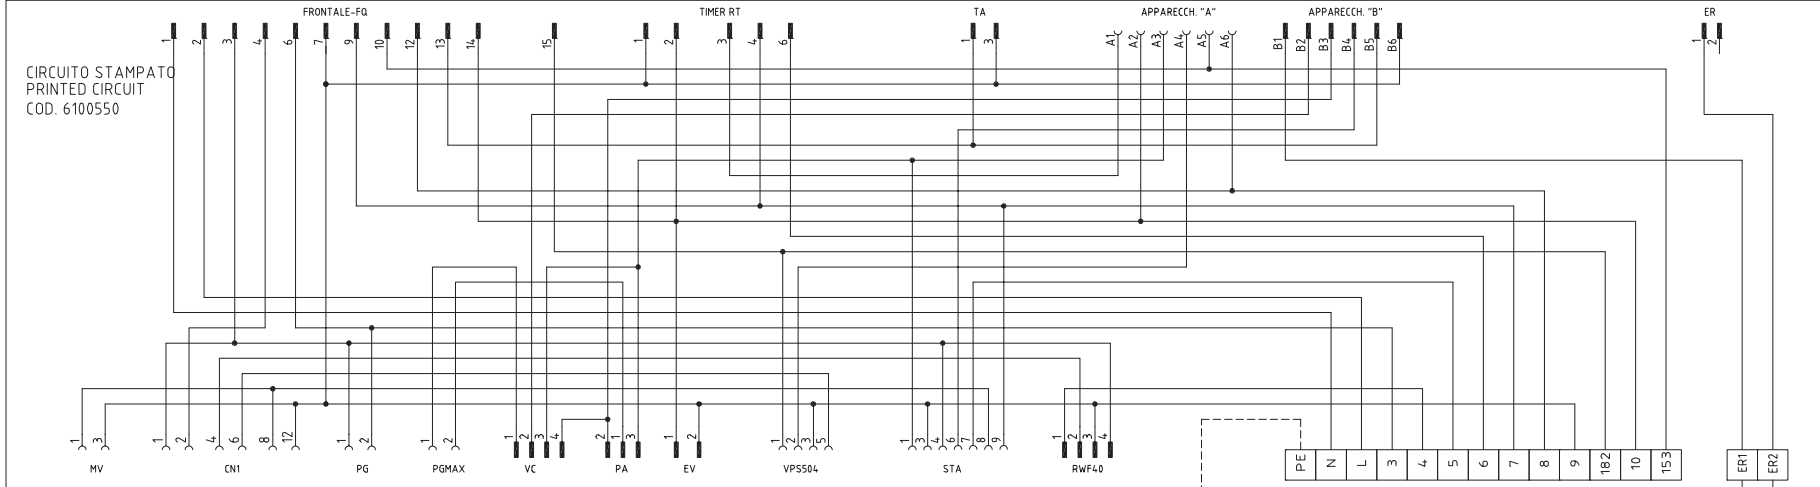 FRONTALE-FQ TIMER RT TA APPARECCH. "A" APPARECCH. "B" ER
1 2 3 4 6 7 9 10 12 13 14 15 1 2 3 4 6 1 3 A1 A2 A3 A4 A5 A6 B1 B2 B3 B4 B5 B6 1 2
CIRCUITO STAMPATO
PRINTED CIRCUIT
COD. 6100550
1 3 1 2 4 6 8 12 1 2 1 2 1 2 3 4 2 1 3 1 2 1 2 3 5 1 3 4 6 7 8 9 1 2 3 4
PE N L 3 4 5 6 7 8 9 182 10 153 ER1 ER2
MV CN1 PG PGMAX VC PA EV VPS504 STA RWF40